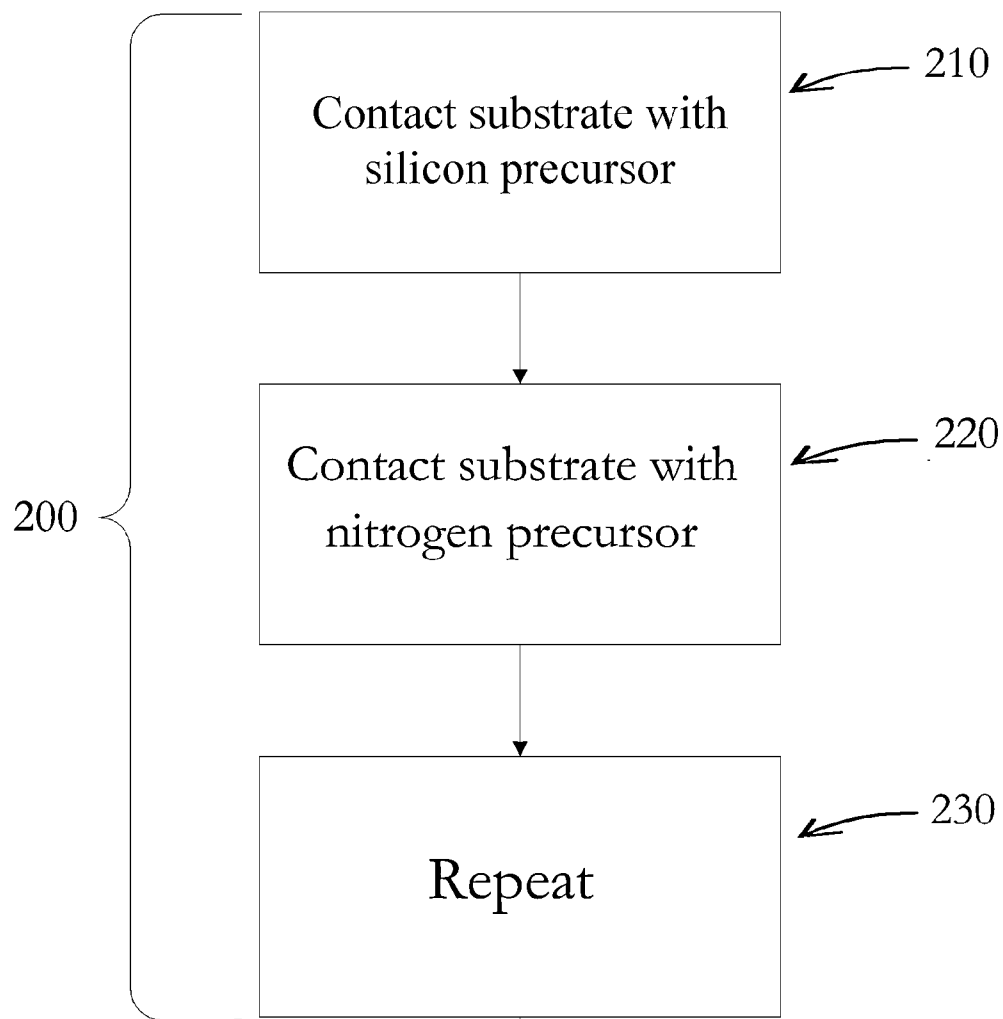 210
Contact substrate with
silicon precursor
220
Contact substrate with
nitrogen precursor
200
230
Repeat